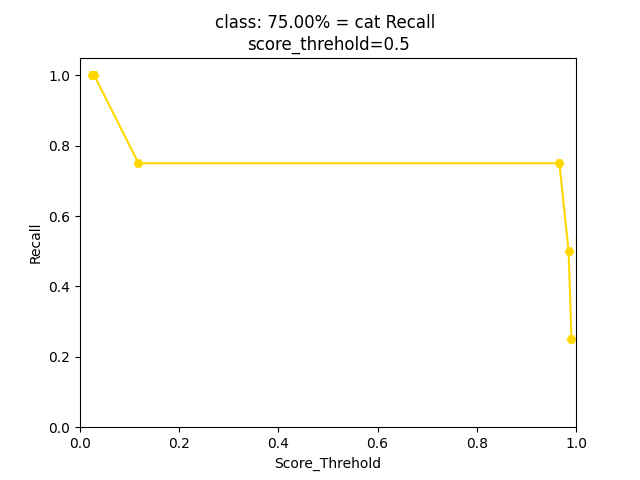 class: 75.00% = cat Recall
score_threhold=0.5
1.0
0.8
0.6
0.4
0.2
0.0
Recall
0.0 0.2 0.4 0.6 0.8 1.0
Score_Threhold